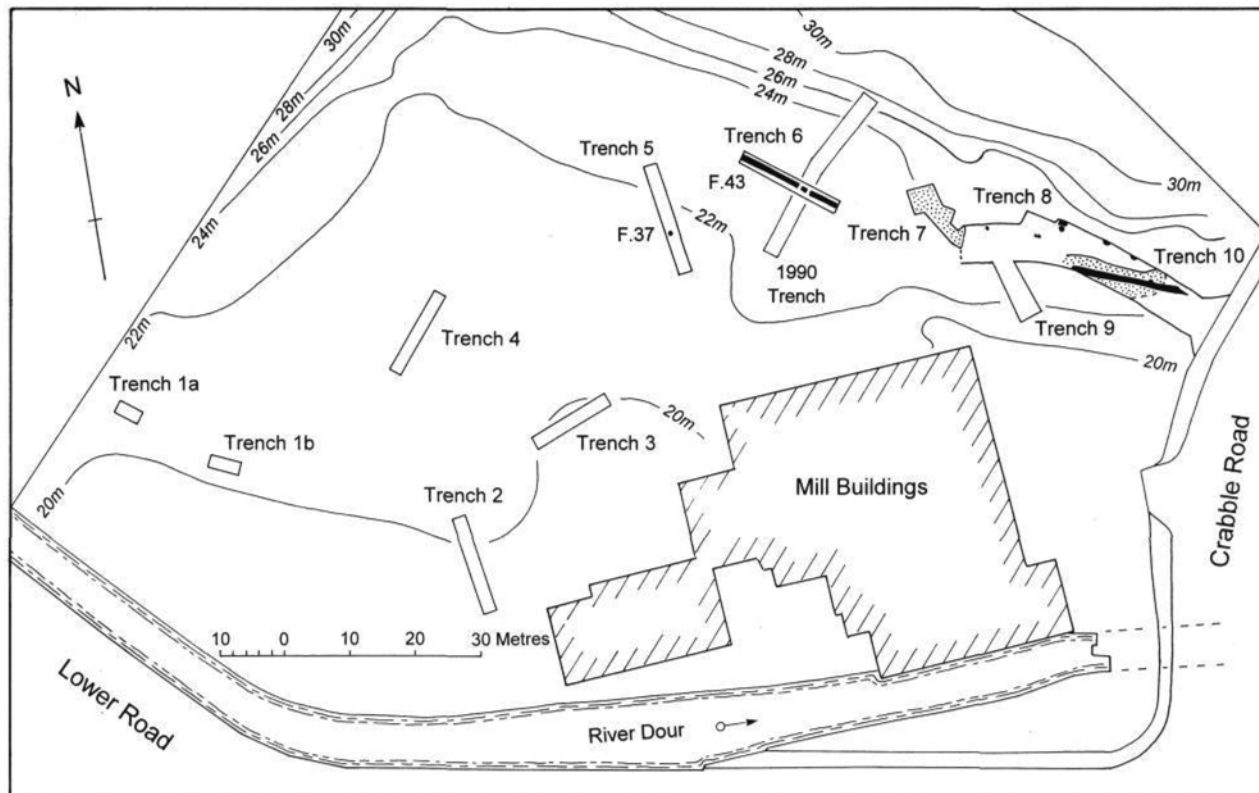 30m
28m
26m
24m
22m
20m
N
30m
28m
26m
24m
30m
Trench 5
Trench 6
F.43
F.37
22m
Trench 8
Trench 7
Trench 10
1990
Trench
Trench 9
20m
Trench 4
Trench 1a
Trench 1b
Trench 3
20m
Trench 2
Mill Buildings
Crabble Road
10 0 10 20 30 Metres
Lower Road
River Dour